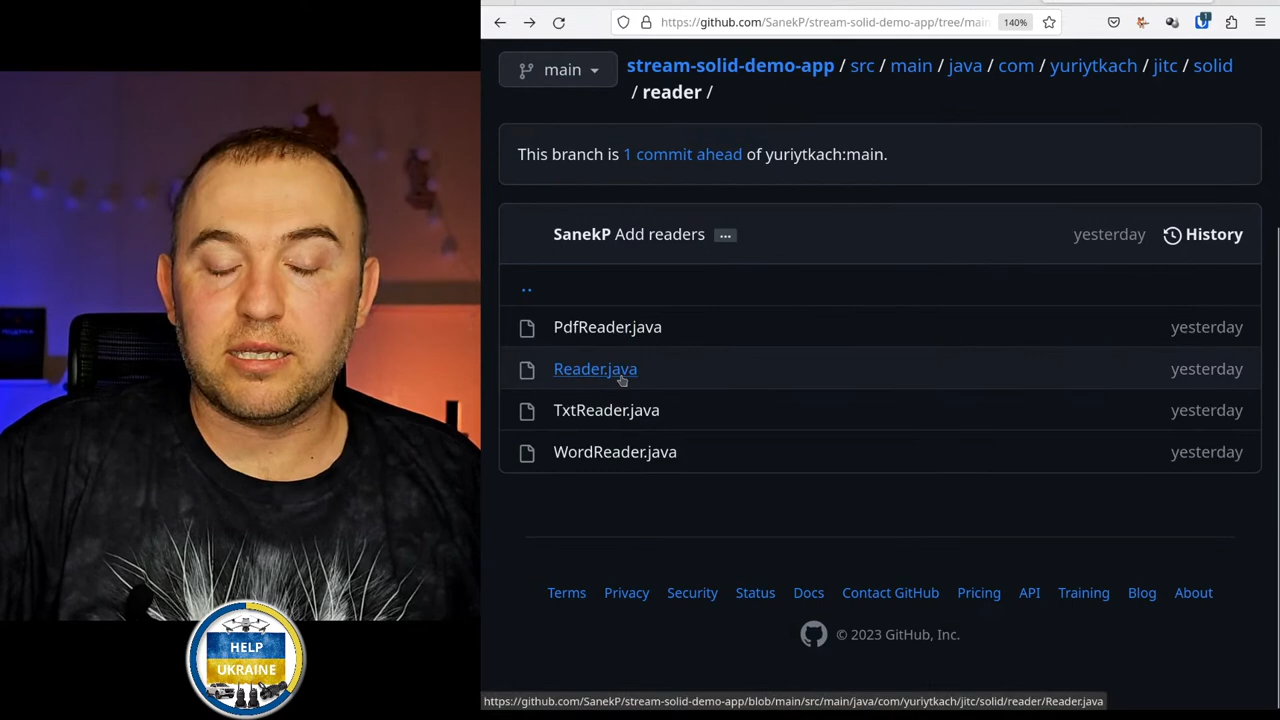 https://github.com/SanekP/stream-solid-demo-app/tree/main
140%
1
main
stream-solid-demo-app / src / main / java / com / yuriytkach / jitc / solid
/ reader /
This branch is 1 commit ahead of yuriytkach:main.
SanekP Add readers ...
yesterday
History
..
PdfReader.java
yesterday
Reader.java
yesterday
TxtReader.java
yesterday
WordReader.java
yesterday
Terms
Privacy
Security
Status
Docs
Contact GitHub
Pricing
API
Training
Blog
About
© 2023 GitHub, Inc.
https://github.com/SanekP/stream-solid-demo-app/blob/main/src/main/java/com/yuriytkach/jitc/solid/reader/Reader.java
HELP
UKRAINE